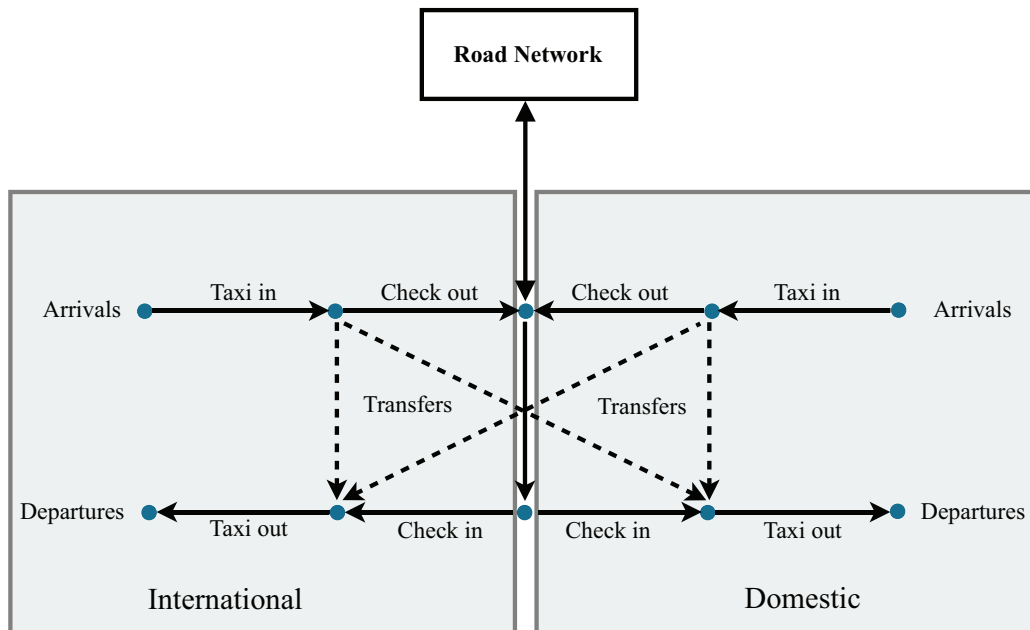 Road Network
Taxi in
Check out
Check out
Taxi in
Arrivals
Arrivals
Transfers
Transfers
Departures
Departures
Taxi out
Check in
Check in
Taxi out
International
Domestic